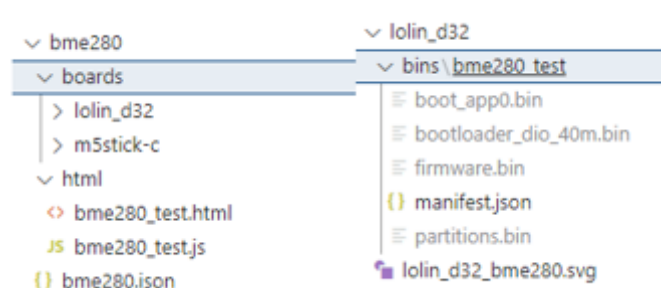 bme280
boards
lolin_d32
m5stick-c
html
<> bme280_test.html
JS bme280_test.js
{} bme280.json
lolin_d32
bins\bme280_test
boot_app0.bin
bootloader_dio_40m.bin
firmware.bin
{} manifest.json
partitions.bin
lolin_d32_bme280.svg